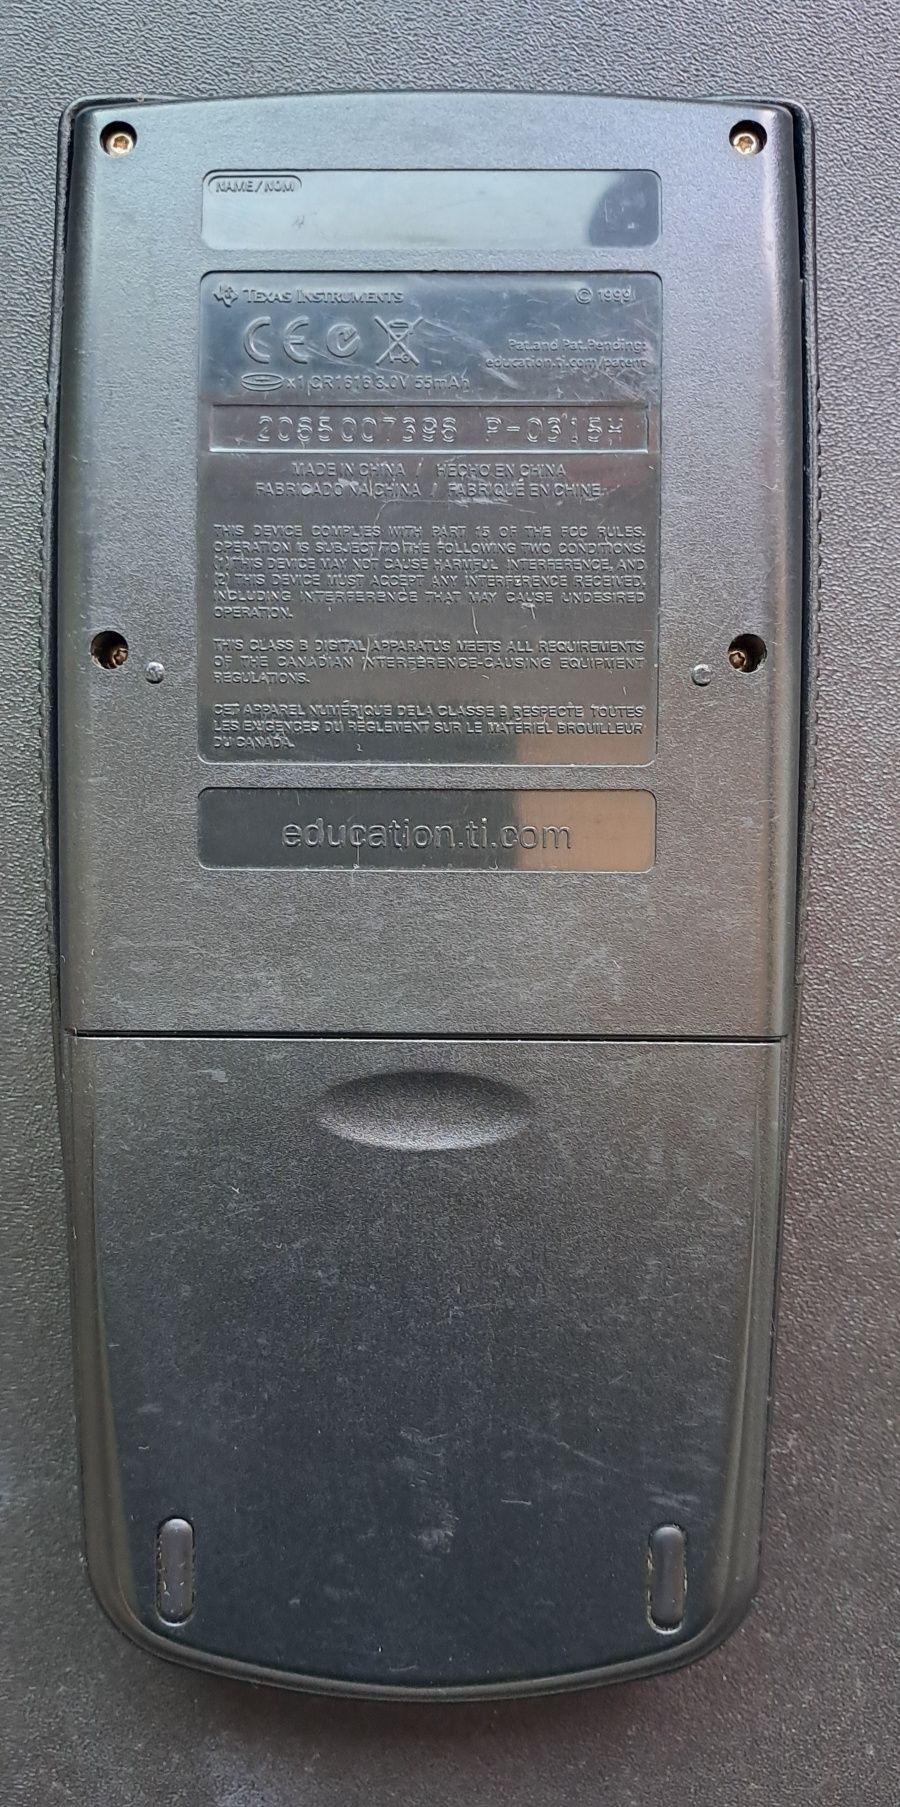 NAME/NOM
TEXAS INSTRUMENTS © 1999
CE
Pat.and Pat.Pending:
education.ti.com/patent
x1 CR1616 3.0V 55mAh
2065007396 P-0315H
MADE IN CHINA / HECHO EN CHINA
FABRICADO NA CHINA / FABRIQUÉ EN CHINE
THIS DEVICE COMPLIES WITH PART 15 OF THE FCC RULES.
OPERATION IS SUBJECT TO THE FOLLOWING TWO CONDITIONS:
(1) THIS DEVICE MAY NOT CAUSE HARMFUL INTERFERENCE, AND
(2) THIS DEVICE MUST ACCEPT ANY INTERFERENCE RECEIVED,
INCLUDING INTERFERENCE THAT MAY CAUSE UNDESIRED
OPERATION.
THIS CLASS B DIGITAL APPARATUS MEETS ALL REQUIREMENTS
OF THE CANADIAN INTERFERENCE-CAUSING EQUIPMENT
REGULATIONS.
CET APPAREL NUMÉRIQUE DE LA CLASSE B RESPECTE TOUTES
LES EXIGENCES DU RÈGLEMENT SUR LE MATÉRIEL BROUILLEUR
DU CANADA.
education.ti.com